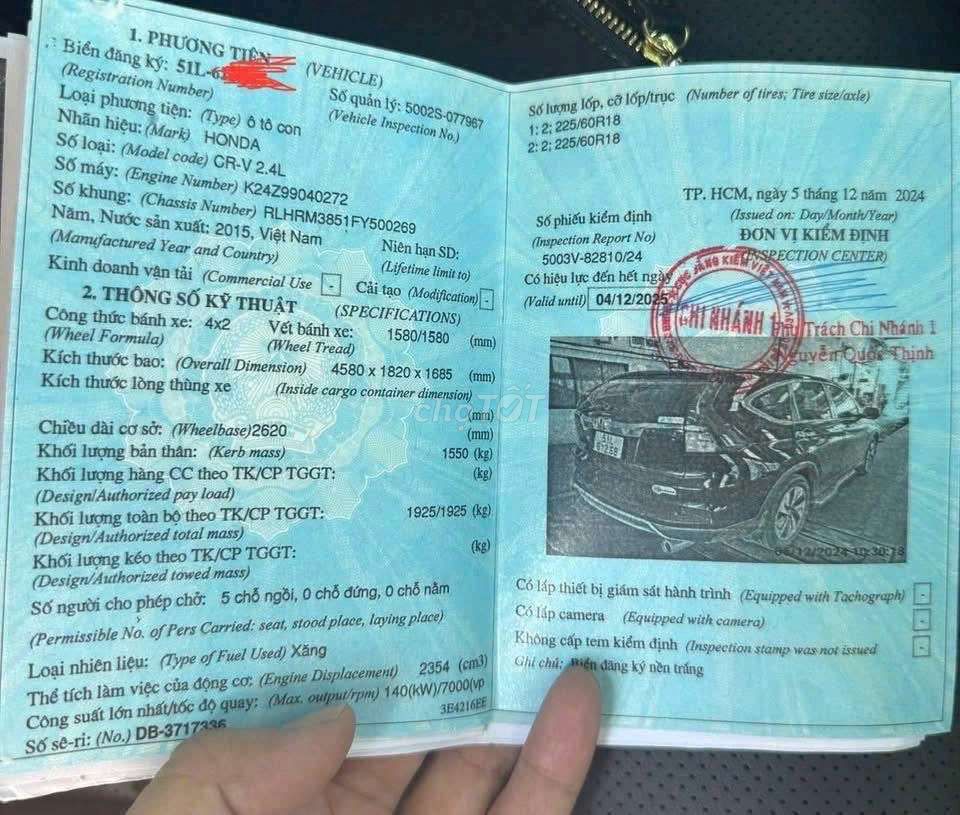 1. PHƯƠNG TIỆN (VEHICLE)
Biển đăng ký: 51L-6
(Registration Number)
Số quản lý: 5002S-077967
(Vehicle Inspection No.)
Loại phương tiện: (Type) ô tô con
Nhãn hiệu: (Mark) HONDA
Số loại: (Model code) CR-V 2.4L
Số máy: (Engine Number) K24Z99040272
Số khung: (Chassis Number) RLHRM3851FY500269
Năm, Nước sản xuất: 2015, Việt Nam
(Manufactured Year and Country)
Niên hạn SD:
(Lifetime limit to)
Kinh doanh vận tải (Commercial Use -
Cải tạo (Modification) -
2. THÔNG SỐ KỸ THUẬT (SPECIFICATIONS)
Công thức bánh xe: 4x2
(Wheel Formula)
Vết bánh xe: 1580/1580 (mm)
(Wheel Tread)
Kích thước bao: (Overall Dimension) 4580 x 1820 x 1685 (mm)
Kích thước lòng thùng xe (Inside cargo container dimension)
(mm)
Chiều dài cơ sở: (Wheelbase)2620 (mm)
Khối lượng bản thân: (Kerb mass) 1550 (kg)
Khối lượng hàng CC theo TK/CP TGGT: (kg)
(Design/Authorized pay load)
Khối lượng toàn bộ theo TK/CP TGGT: 1925/1925 (kg)
(Design/Authorized total mass)
Khối lượng kéo theo TK/CP TGGT: (kg)
(Design/Authorized towed mass)
Số người cho phép chở: 5 chỗ ngồi, 0 chỗ đứng, 0 chỗ nằm
(Permissible No. of Pers Carried: seat, stood place, laying place)
Loại nhiên liệu: (Type of Fuel Used) Xăng
Thể tích làm việc của động cơ: (Engine Displacement) 2354 (cm3)
Công suất lớn nhất/tốc độ quay: (Max. output/rpm) 140(kW)/7000(vp
3E4216EE
Số sê-ri: (No.) DB-3717336
Số lượng lốp, cỡ lốp/trục (Number of tires; Tire size/axle)
1: 2; 225/60R18
2: 2; 225/60R18
TP. HCM, ngày 5 tháng 12 năm 2024
(Issued on: Day/Month/Year)
Số phiếu kiểm định
(Inspection Report No)
5003V-82810/24
ĐƠN VỊ KIỂM ĐỊNH
(INSPECTION CENTER)
Có hiệu lực đến hết ngày
(Valid until) 04/12/2025
CHI NHÁNH 1
Phụ Trách Chi Nhánh 1
Nguyễn Quốc Thịnh
chợTỐT
51L
05/12/2024 10:30:18
Có lắp thiết bị giám sát hành trình (Equipped with Tachograph) -
Có lắp camera (Equipped with camera) -
Không cấp tem kiểm định (Inspection stamp was not issued -
Ghi chú: Biển đăng ký nền trắng